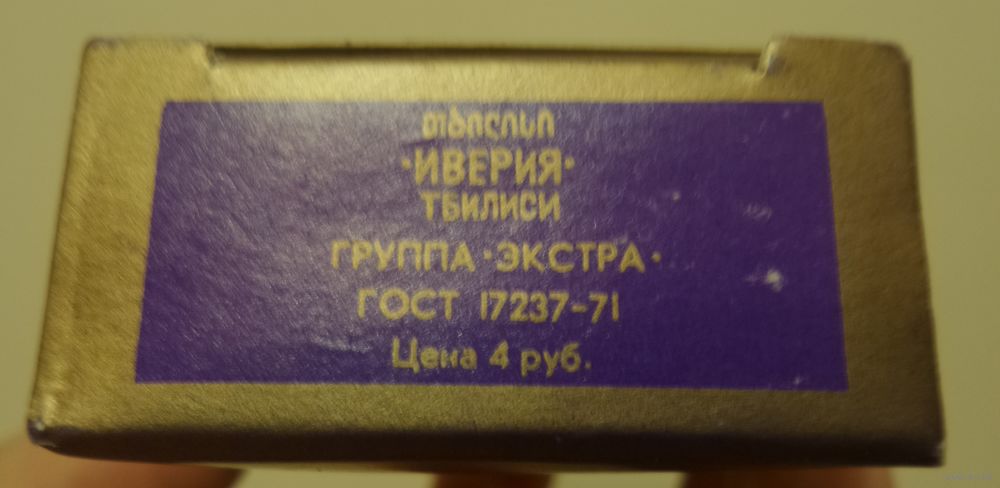 თბილისი
·ИВЕРИЯ·
ТБИЛИСИ
ГРУППА ·ЭКСТРА·
ГОСТ 17237-71
Цена 4 руб.